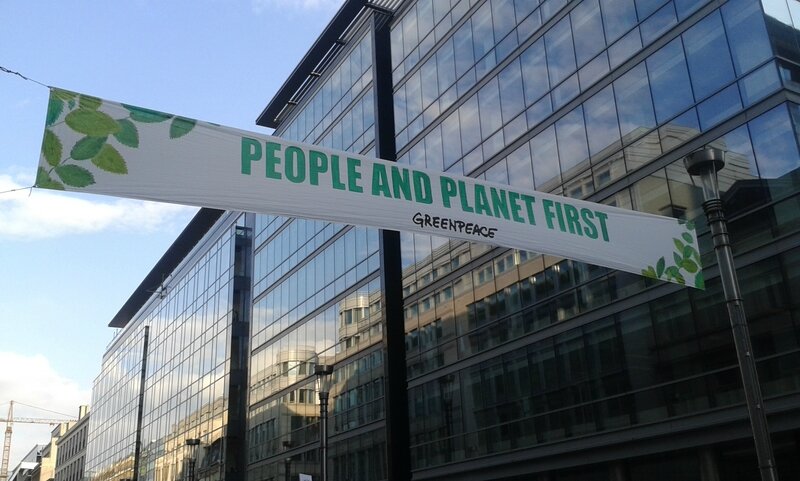 PEOPLE AND PLANET FIRST
GREENPEACE